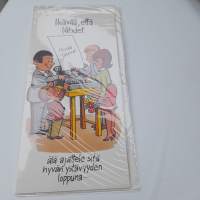 Ikävää, että
lähdet
älä ajattele sitä
hyvän ystävyyden
loppuna...